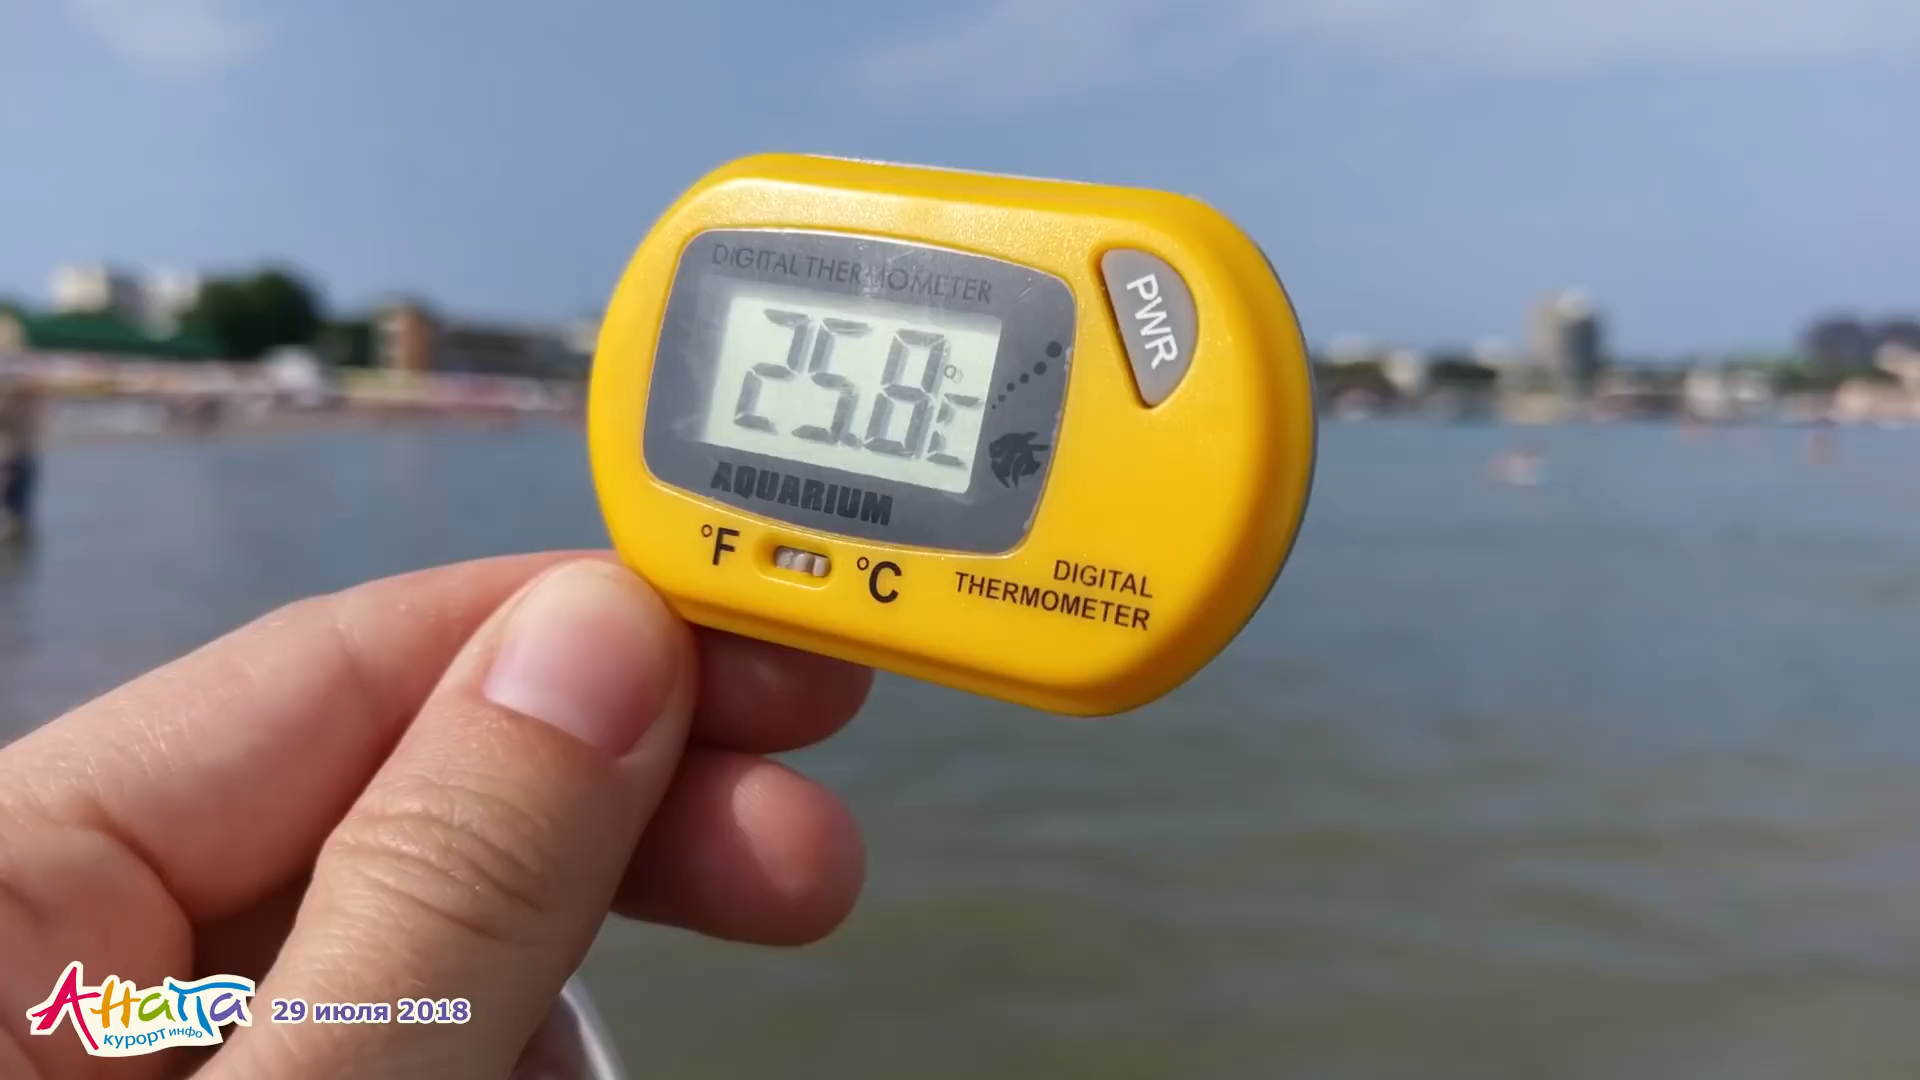 DIGITAL THERMOMETER
25.8°C
AQUARIUM
PWR
°F °C
DIGITAL
THERMOMETER
Анапа
курорт инфо
29 июля 2018